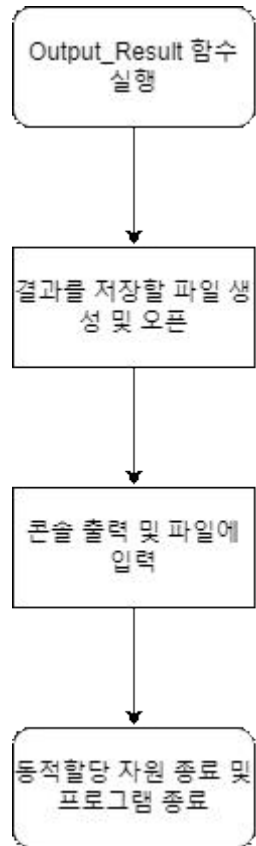 Output_Result 함수
실행
결과를 저장할 파일 생
성 및 오픈
콘솔 출력 및 파일에
입력
동적할당 자원 종료 및
프로그램 종료